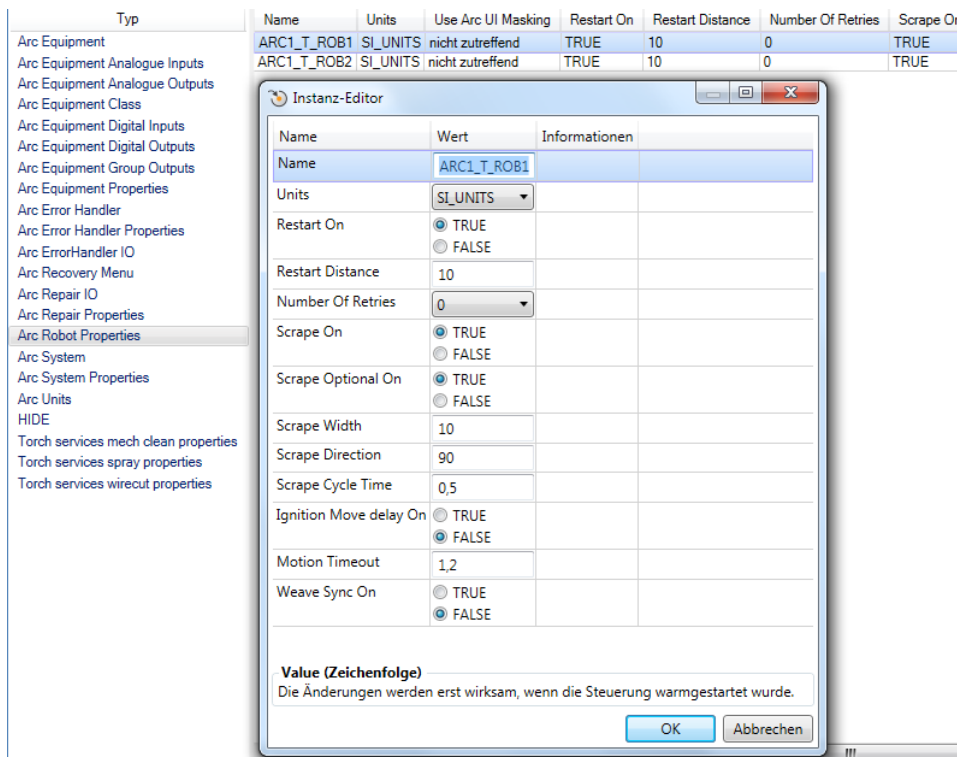 Typ
Name Units Use Arc UI Masking Restart On Restart Distance Number Of Retries Scrape On
ARC1_T_ROB1 SI_UNITS nicht zutreffend TRUE 10 0 TRUE
ARC1_T_ROB2 SI_UNITS nicht zutreffend TRUE 10 0 TRUE
Arc Equipment
Arc Equipment Analogue Inputs
Arc Equipment Analogue Outputs
Arc Equipment Class
Arc Equipment Digital Inputs
Arc Equipment Digital Outputs
Arc Equipment Group Outputs
Arc Equipment Properties
Arc Error Handler
Arc Error Handler Properties
Arc ErrorHandler IO
Arc Recovery Menu
Arc Repair IO
Arc Repair Properties
Arc Robot Properties
Arc System
Arc System Properties
Arc Units
HIDE
Torch services mech clean properties
Torch services spray properties
Torch services wirecut properties
Instanz-Editor
Name Wert Informationen
Name ARC1_T_ROB1
Units SI_UNITS
Restart On TRUE
FALSE
Restart Distance 10
Number Of Retries 0
Scrape On TRUE
FALSE
Scrape Optional On TRUE
FALSE
Scrape Width 10
Scrape Direction 90
Scrape Cycle Time 0,5
Ignition Move delay On TRUE
FALSE
Motion Timeout 1,2
Weave Sync On TRUE
FALSE
Value (Zeichenfolge)
Die Änderungen werden erst wirksam, wenn die Steuerung warmgestartet wurde.
OK Abbrechen